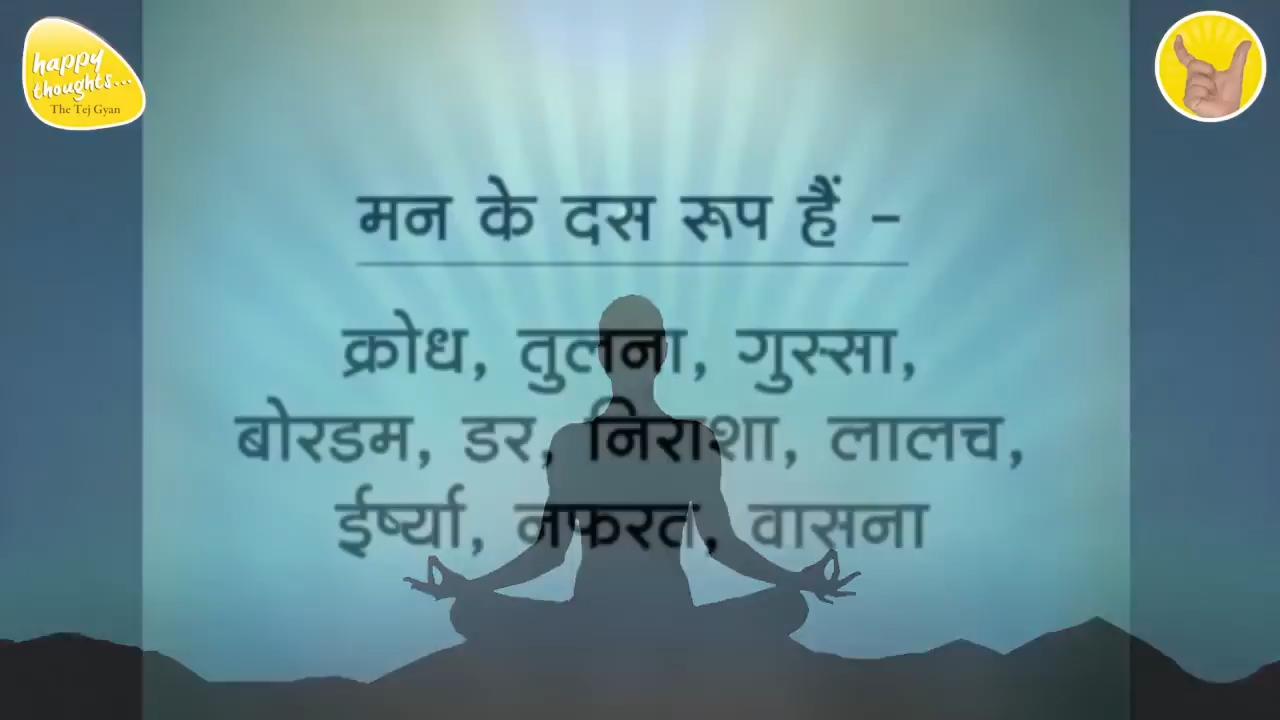 happy
thoughts...
The Tej Gyan
मन के दस रूप हैं -
क्रोध, तुलना, गुस्सा,
बोरडम, डर, निराशा, लालच,
ईर्ष्या, नफरत, वासना